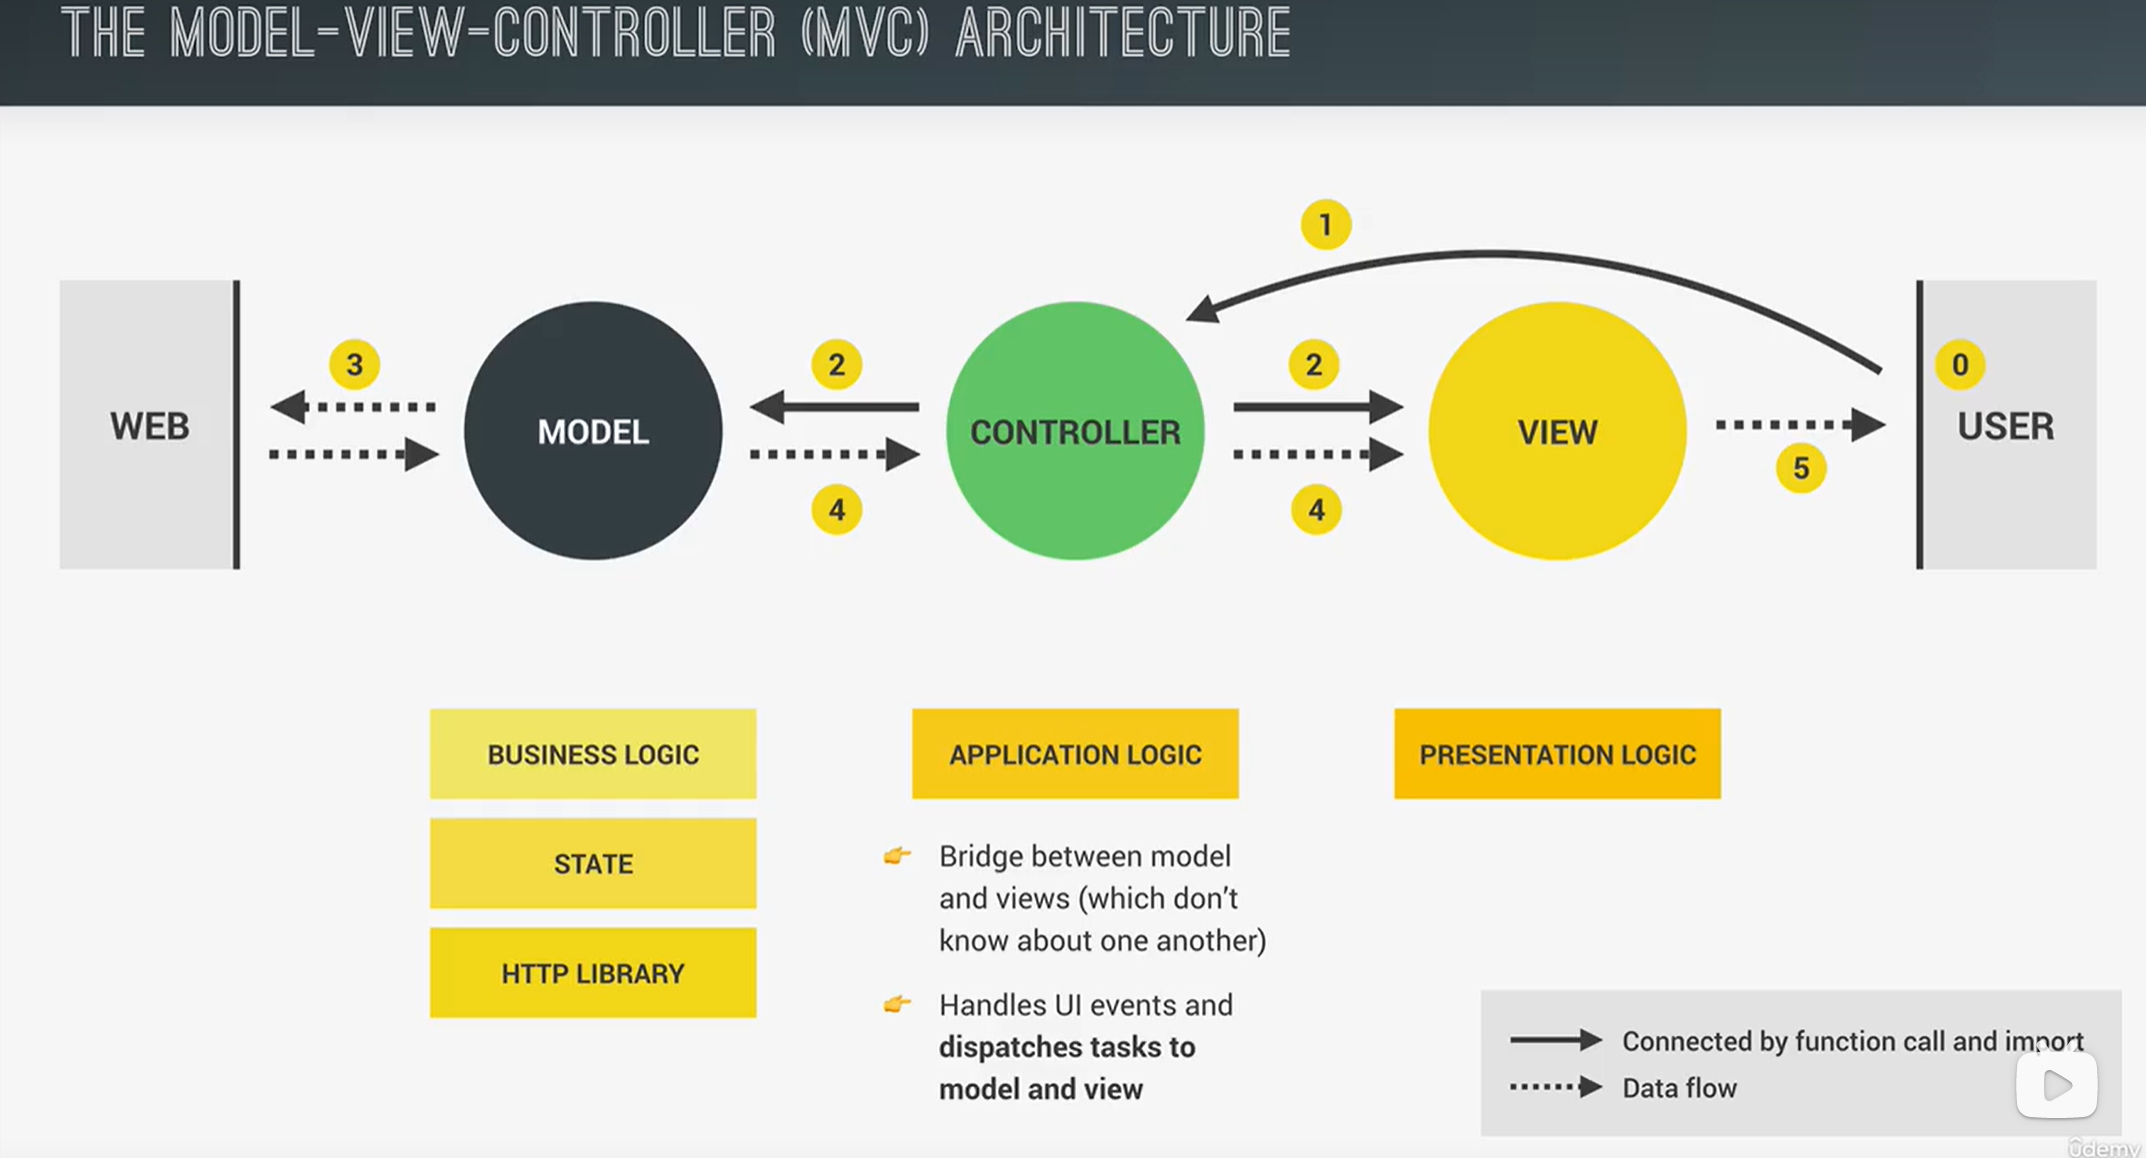 THE MODEL-VIEW-CONTROLLER (MVC) ARCHITECTURE
1
3
2
2
0
WEB
MODEL
CONTROLLER
VIEW
USER
4
4
5
BUSINESS LOGIC
APPLICATION LOGIC
PRESENTATION LOGIC
STATE
HTTP LIBRARY
👉 Bridge between model
and views (which don't
know about one another)
👉 Handles UI events and
dispatches tasks to
model and view
Connected by function call and import
Data flow
ûdemy